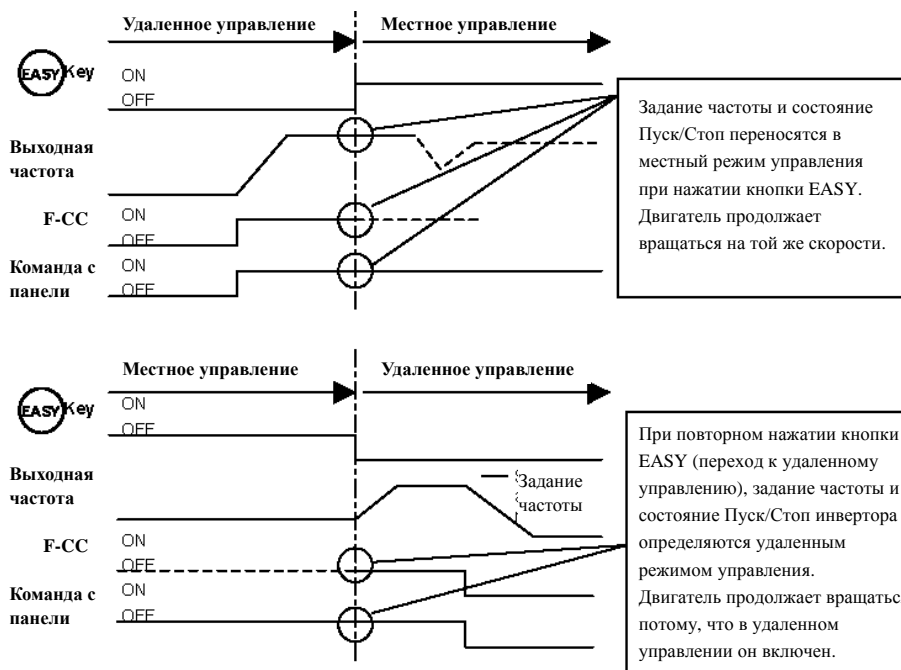 Удаленное управление
Местное управление
EASY Key
ON
OFF
Выходная
частота
F-CC
ON
OFF
Команда с
панели
ON
OFF
Задание частоты и состояние
Пуск/Стоп переносятся в
местный режим управления
при нажатии кнопки EASY.
Двигатель продолжает
вращаться на той же скорости.
Местное управление
Удаленное управление
EASY Key
ON
OFF
Выходная
частота
Задание
частоты
F-CC
ON
OFF
Команда с
панели
ON
OFF
При повторном нажатии кнопки
EASY (переход к удаленному
управлению), задание частоты и
состояние Пуск/Стоп инвертора
определяются удаленным
режимом управления.
Двигатель продолжает вращатьс
потому, что в удаленном
управлении он включен.